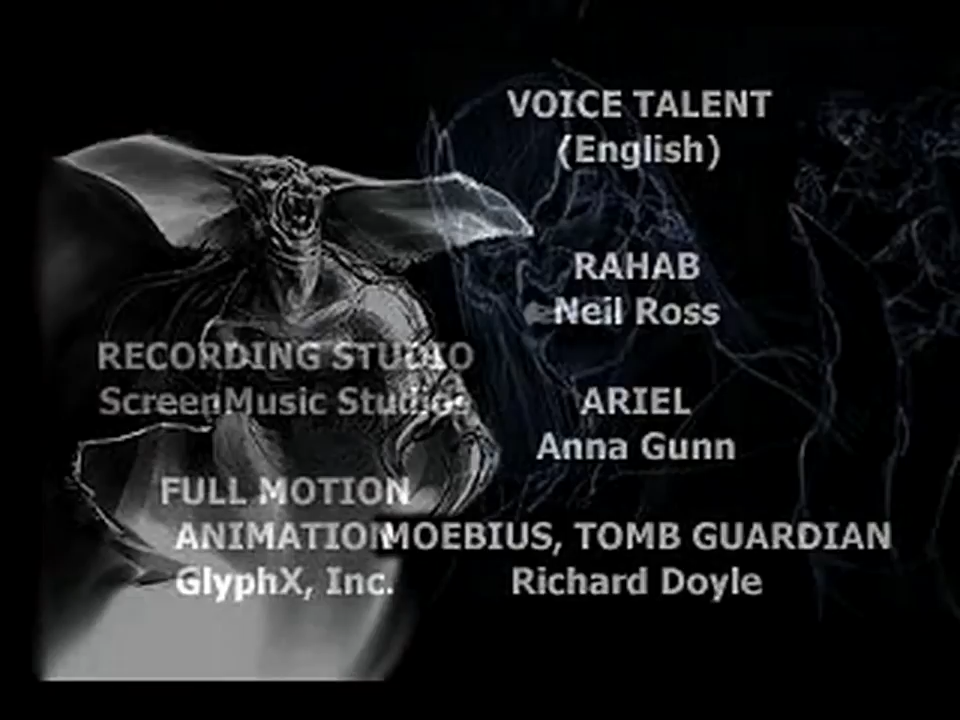 VOICE TALENT
(English)
RAHAB
Neil Ross
ARIEL
Anna Gunn
MOEBIUS, TOMB GUARDIAN
Richard Doyle
RECORDING STUDIO
ScreenMusic Studios
FULL MOTION
ANIMATION
GlyphX, Inc.